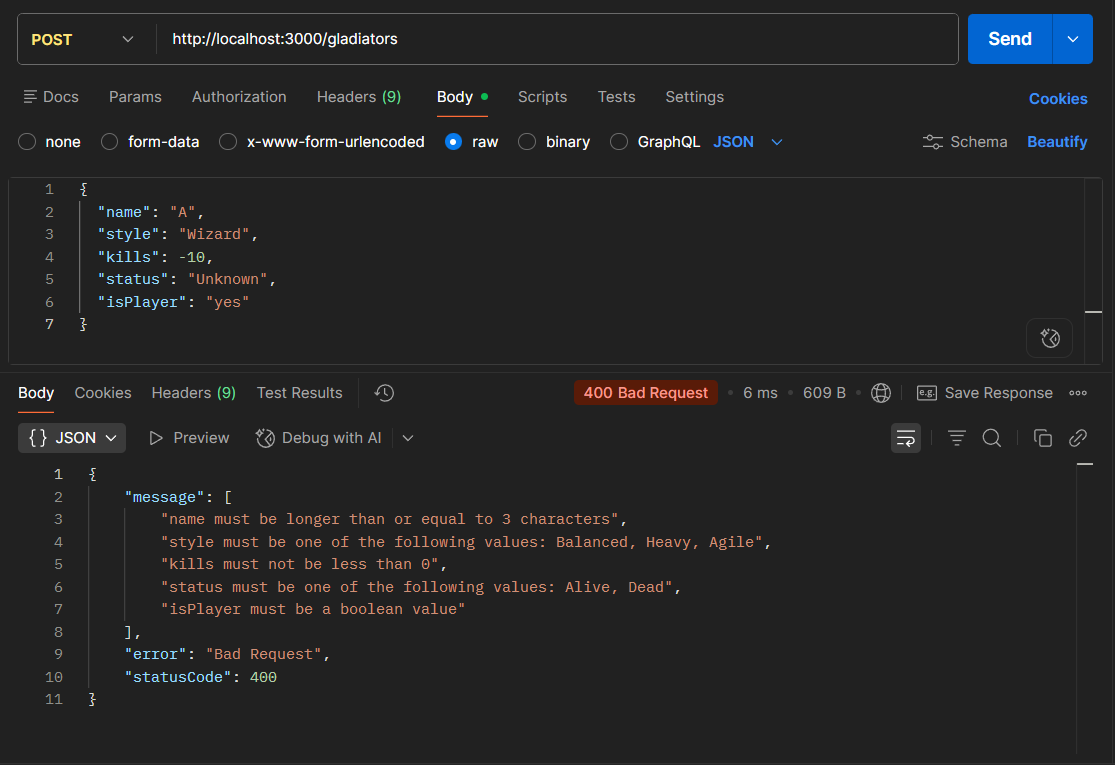 POST http://localhost:3000/gladiators Send
Docs Params Authorization Headers (9) Body Scripts Tests Settings Cookies
none form-data x-www-form-urlencoded raw binary GraphQL JSON Schema Beautify
1 {
2 "name": "A",
3 "style": "Wizard",
4 "kills": -10,
5 "status": "Unknown",
6 "isPlayer": "yes"
7 }
Body Cookies Headers (9) Test Results 400 Bad Request • 6 ms • 609 B • e.g. Save Response
{} JSON Preview Debug with AI
1 {
2 "message": [
3 "name must be longer than or equal to 3 characters",
4 "style must be one of the following values: Balanced, Heavy, Agile",
5 "kills must not be less than 0",
6 "status must be one of the following values: Alive, Dead",
7 "isPlayer must be a boolean value"
8 ],
9 "error": "Bad Request",
10 "statusCode": 400
11 }